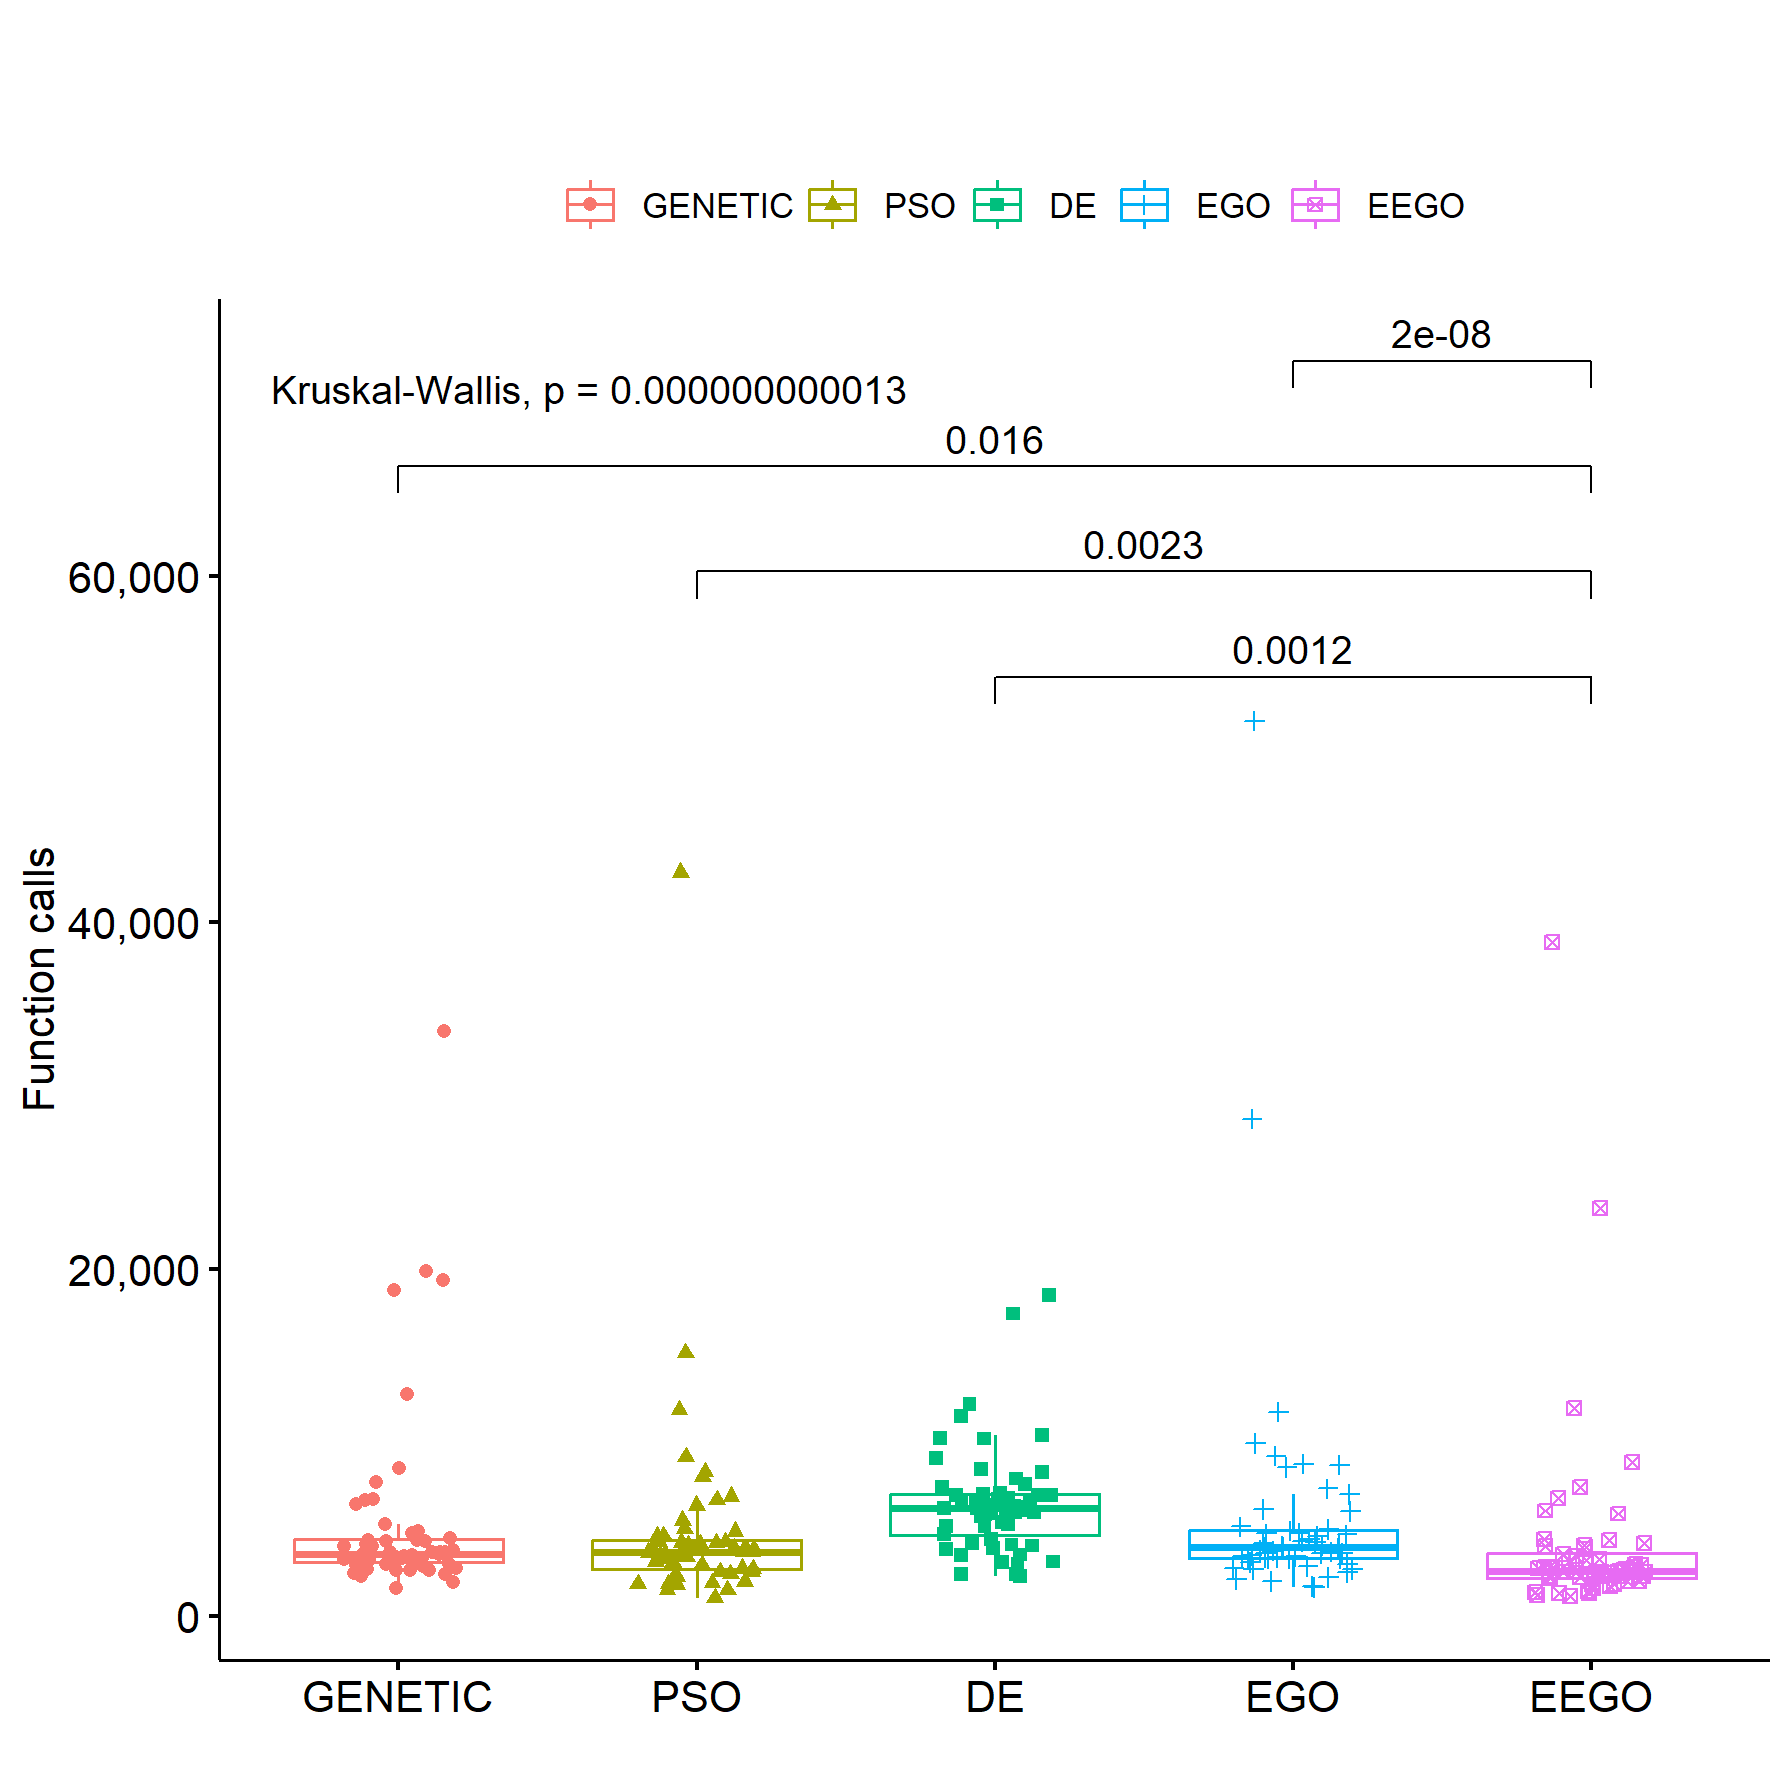 GENETIC PSO DE EGO EEGO
2e-08
Kruskal-Wallis, p = 0.000000000013
0.016
0.0023
0.0012
60,000
40,000
20,000
0
Function calls
GENETIC PSO DE EGO EEGO